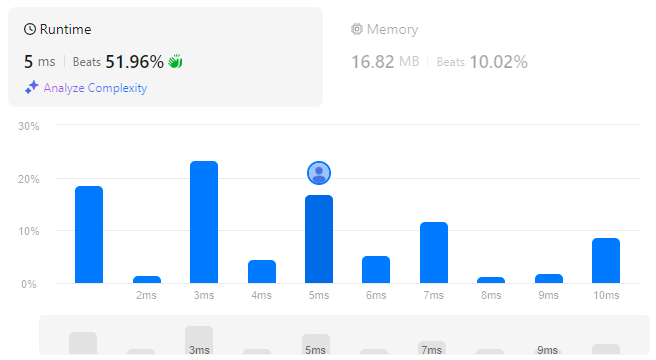 Runtime
Memory
5 ms | Beats 51.96%
16.82 MB | Beats 10.02%
Analyze Complexity
30%
20%
10%
0%
2ms 3ms 4ms 5ms 6ms 7ms 8ms 9ms 10ms
3ms 5ms 7ms 9ms